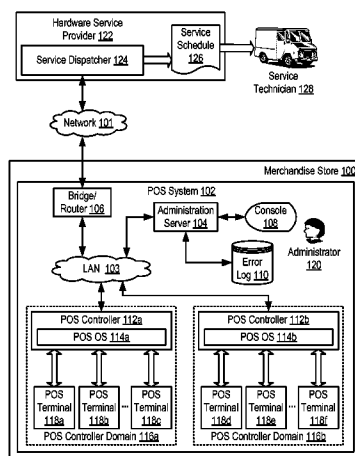 Hardware Service
Provider 122
Service Dispatcher 124
Service
Schedule
126
Service
Technician 128
Network 101
Merchandise Store 100
POS System 102
Bridge/
Router 106
Administration
Server 104
Console
108
Administrator
120
LAN 103
Error
Log 110
POS Controller 112a
POS OS 114a
POS Controller 112b
POS OS 114b
POS
Terminal
118a
POS
Terminal
118b
...
POS
Terminal
118c
POS
Terminal
118d
POS
Terminal
118e
...
POS
Terminal
118f
POS Controller Domain 116a
POS Controller Domain 116b